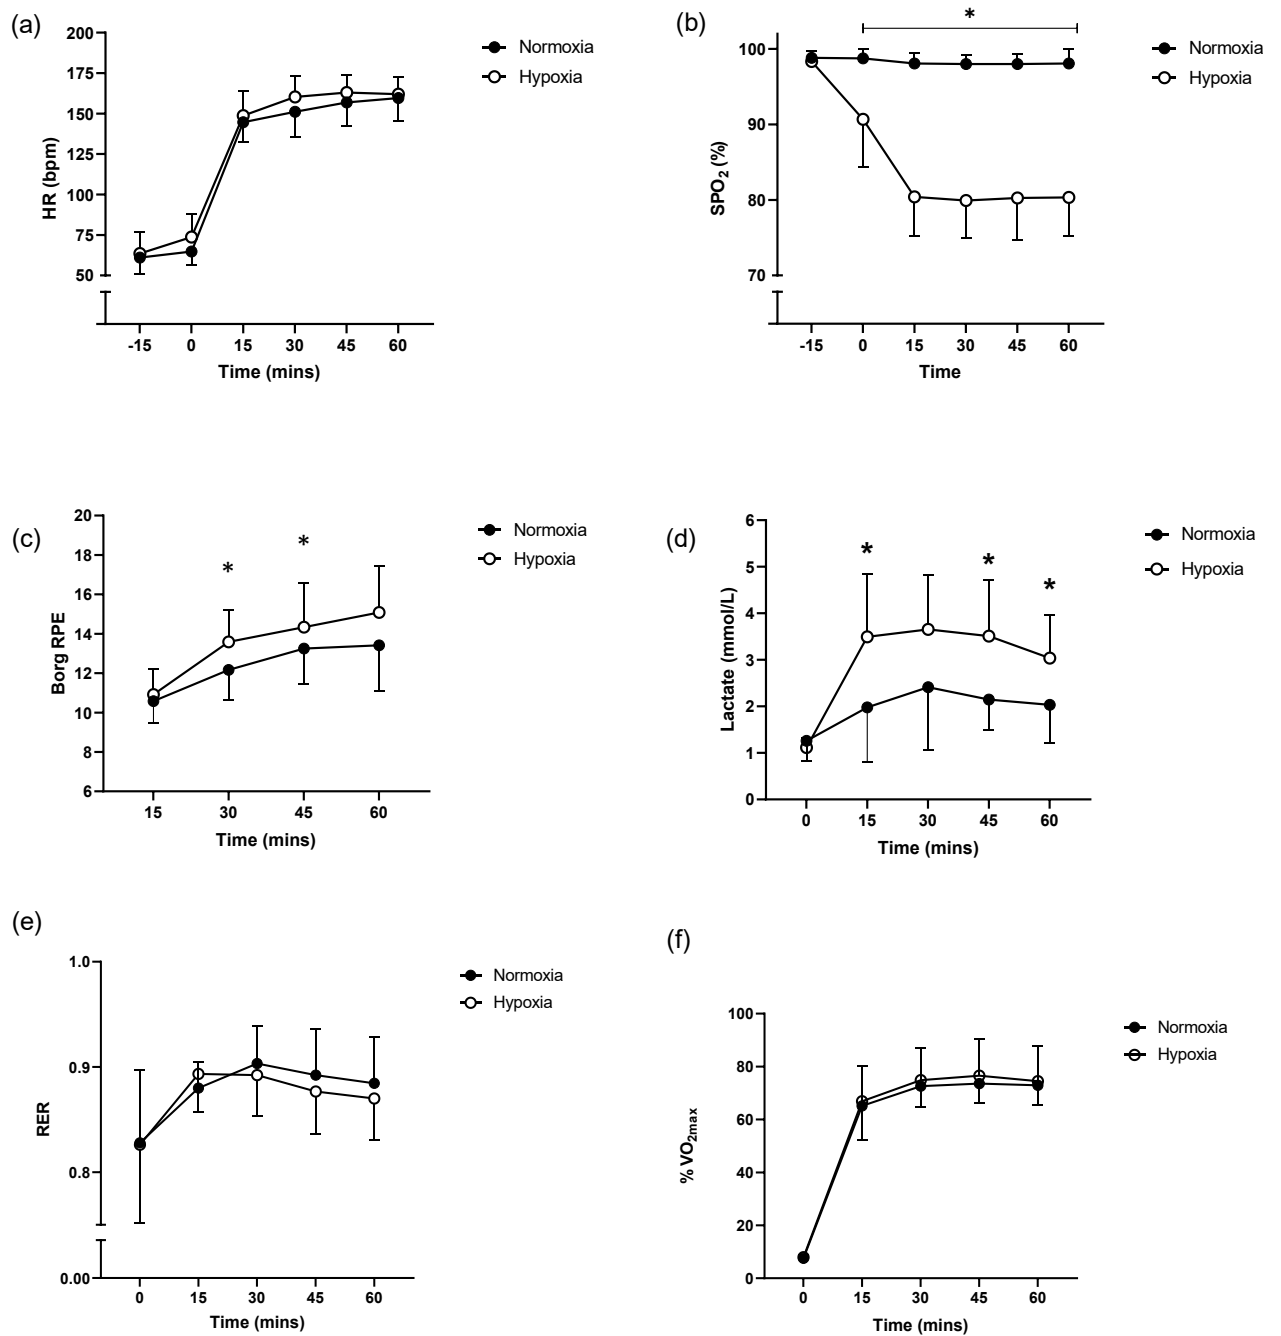 (a)
200
175
150
125
100
75
50
HR (bpm)
-15 0 15 30 45 60
Time (mins)
Normoxia
Hypoxia
(b)
*
100
90
80
70
SPO2 (%)
-15 0 15 30 45 60
Time
Normoxia
Hypoxia
(c)
20
18
16
14
12
10
8
6
Borg RPE
* *
15 30 45 60
Time (mins)
Normoxia
Hypoxia
(d)
6
5
4
3
2
1
0
Lactate (mmol/L)
* * *
0 15 30 45 60
Time (mins)
Normoxia
Hypoxia
(e)
1.0
0.9
0.8
0.00
RER
0 15 30 45 60
Time (mins)
Normoxia
Hypoxia
(f)
100
80
60
40
20
0
% VO2max
0 15 30 45 60
Time (mins)
Normoxia
Hypoxia